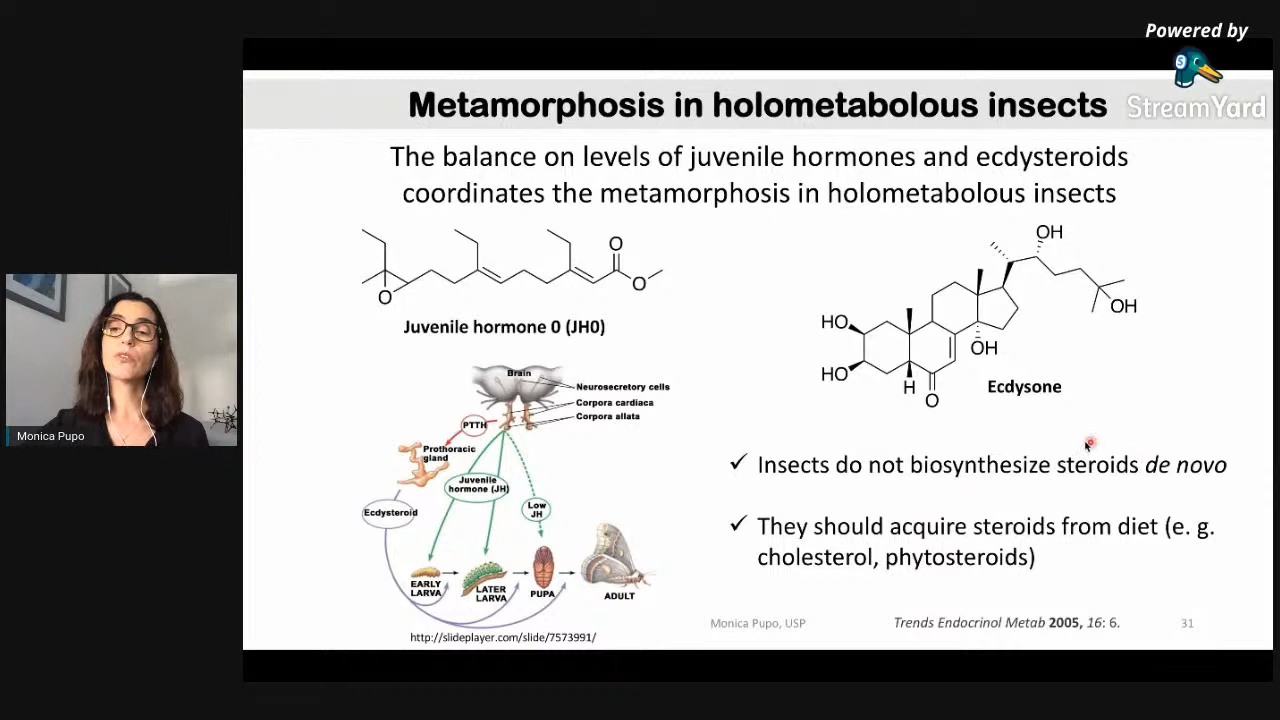 Powered by
StreamYard
Metamorphosis in holometabolous insects
The balance on levels of juvenile hormones and ecdysteroids
coordinates the metamorphosis in holometabolous insects
O
O
O
Juvenile hormone 0 (JH0)
OH
OH
HO
HO
OH
H
O
Ecdysone
Brain
Neurosecretory cells
Corpora cardiaca
Corpora allata
PTTH
Prothoracic
gland
Juvenile
hormone (JH)
Low
JH
Ecdysteroid
EARLY
LARVA
LATER
LARVA
PUPA
ADULT
http://slideplayer.com/slide/7573991/
✓ Insects do not biosynthesize steroids de novo
✓ They should acquire steroids from diet (e. g.
cholesterol, phytosteroids)
Monica Pupo, USP
Trends Endocrinol Metab 2005, 16: 6.
31
Monica Pupo